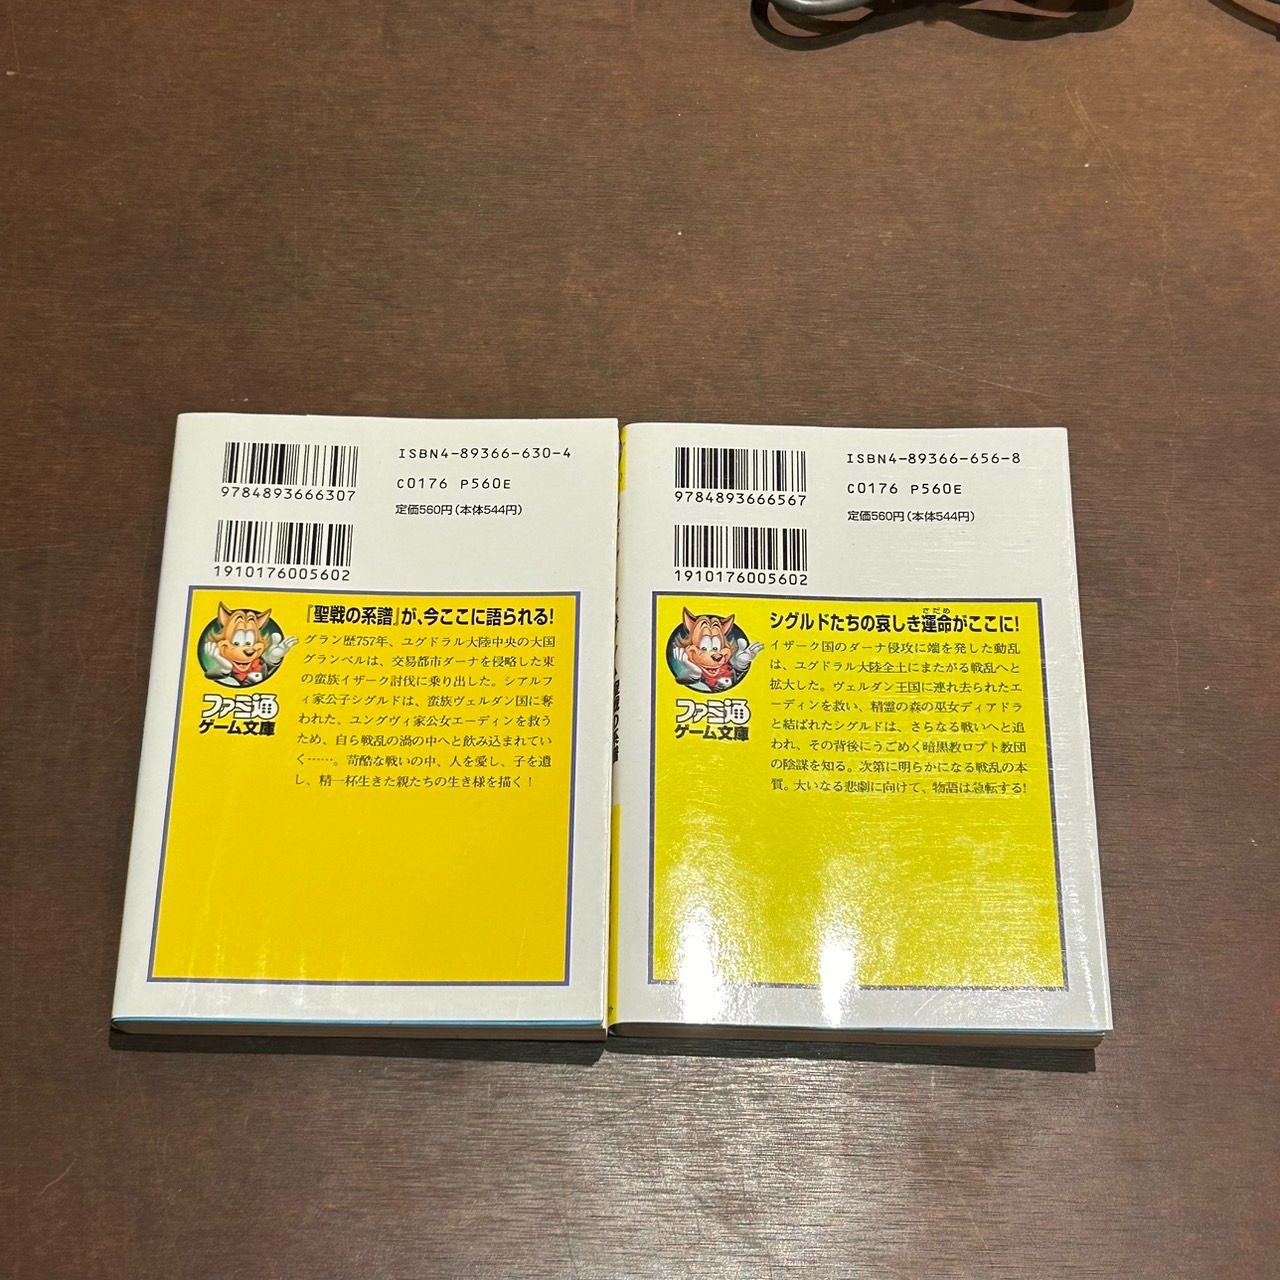 9784893666307
ISBN4-89366-630-4
C0176 P560E
定価560円(本体544円)
1910176005602
『聖戦の系譜』が、今ここに語られる!
グラン歴757年、ユグドラル大陸中央の大国
グランベルは、交易都市ダーナを侵略した東
の蛮族イザーク討伐に乗り出した。シアルフ
ィ家公子シグルドは、蛮族ヴェルダン国に奪
われた、ユングヴィ家公女エーディンを救う
ため、自ら戦乱の渦の中へと飲み込まれてい
く……。苛酷な戦いの中、人を愛し、子を遺
し、精一杯生きた親たちの生き様を描く!
ファミ通
ゲーム文庫
9784893666567
ISBN4-89366-656-8
C0176 P560E
定価560円(本体544円)
1910176005602
さだめ
シグルドたちの哀しき運命がここに!
イザーク国のダーナ侵攻に端を発した動乱
は、ユグドラル大陸全土にまたがる戦乱へと
拡大した。ヴェルダン王国に連れ去られたエ
ーディンを救い、精霊の森の巫女ディアドラ
と結ばれたシグルドは、さらなる戦いへと追
われ、その背後にうごめく暗黒教ロプト教団
の陰謀を知る。次第に明らかになる戦乱の本
質。大いなる悲劇に向けて、物語は急転する!
ファミ通
ゲーム文庫